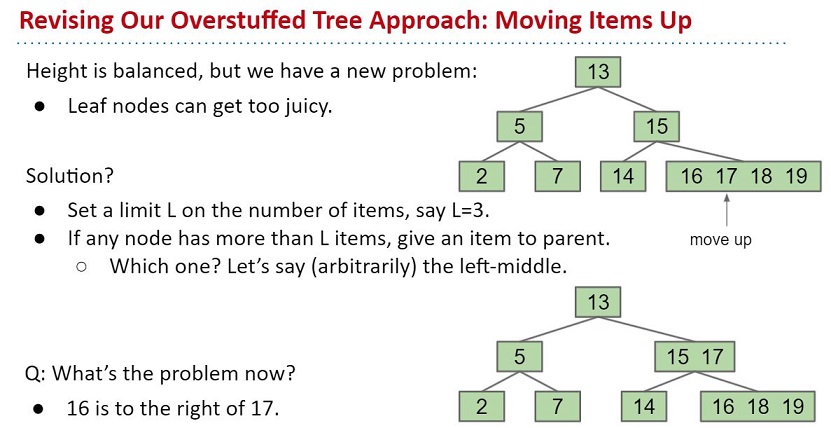 Revising Our Overstuffed Tree Approach: Moving Items Up
Height is balanced, but we have a new problem:
● Leaf nodes can get too juicy.
13
5 15
2 7 14 16 17 18 19
move up
Solution?
● Set a limit L on the number of items, say L=3.
● If any node has more than L items, give an item to parent.
○ Which one? Let's say (arbitrarily) the left-middle.
13
5 15 17
2 7 14 16 18 19
Q: What's the problem now?
● 16 is to the right of 17.